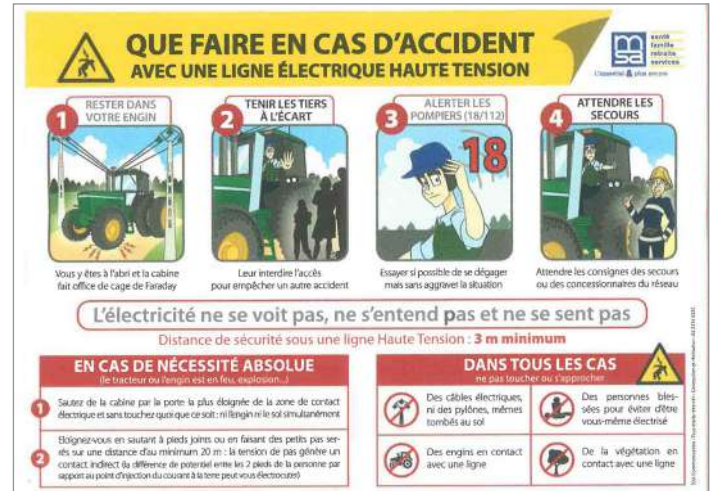 QUE FAIRE EN CAS D'ACCIDENT
AVEC UNE LIGNE ÉLECTRIQUE HAUTE TENSION
msa
santé
famille
retraite
services
L'essentiel & plus encore
1
RESTER DANS
VOTRE ENGIN
Vous y êtes à l'abri et la cabine
fait office de cage de Faraday
2
TENIR LES TIERS
À L'ÉCART
Leur interdire l'accès
pour empêcher un autre accident
3
ALERTER LES
POMPIERS (18/112)
18
Essayer si possible de se dégager
mais sans aggraver la situation
4
ATTENDRE LES
SECOURS
Attendre les consignes des secours
ou des concessionnaires du réseau
L'électricité ne se voit pas, ne s'entend pas et ne se sent pas
Distance de sécurité sous une ligne Haute Tension : 3 m minimum
EN CAS DE NÉCESSITÉ ABSOLUE
(le tracteur ou l'engin est en feu, explosion...)
1
Sautez de la cabine par la porte la plus éloignée de la zone de contact
électrique et sans touchez quoi que ce soit : ni l'engin ni le sol simultanément
2
Eloignez-vous en sautant à pieds joints ou en faisant des petits pas ser-
rés sur une distance d'au minimum 20 m : la tension de pas génère un
contact indirect (la différence de potentiel entre les 2 pieds de la personne par
rapport au point d'injection du courant à la terre peut vous électrocuter)
DANS TOUS LES CAS
ne pas toucher ou s'approcher
Des câbles électriques,
ni des pylônes, mêmes
tombés au sol
Des personnes bles-
sées pour éviter d'être
vous-même électrisé
Des engins en contact
avec une ligne
De la végétation en
contact avec une ligne